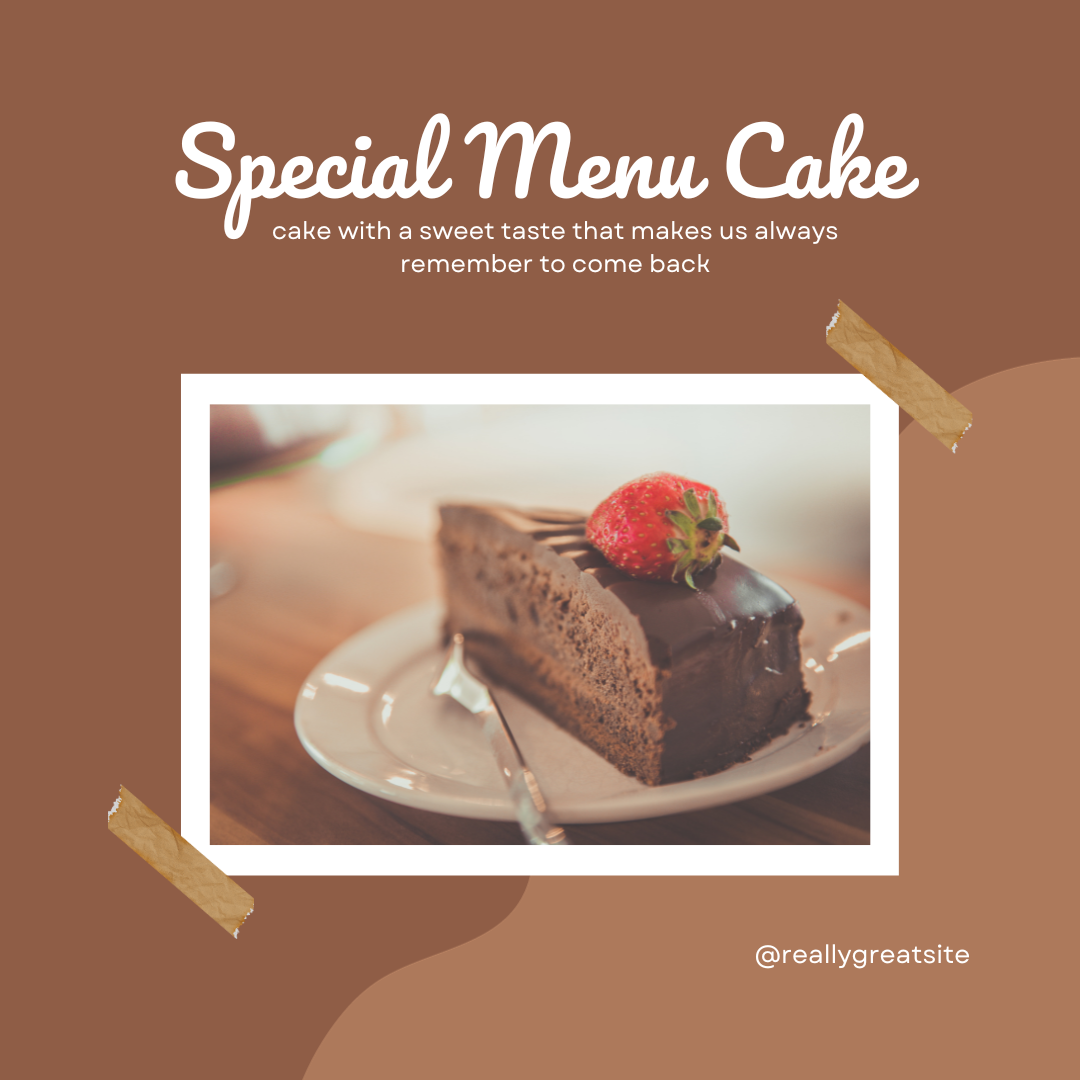 Special Menu Cake
cake with a sweet taste that makes us always
remember to come back
@reallygreatsite